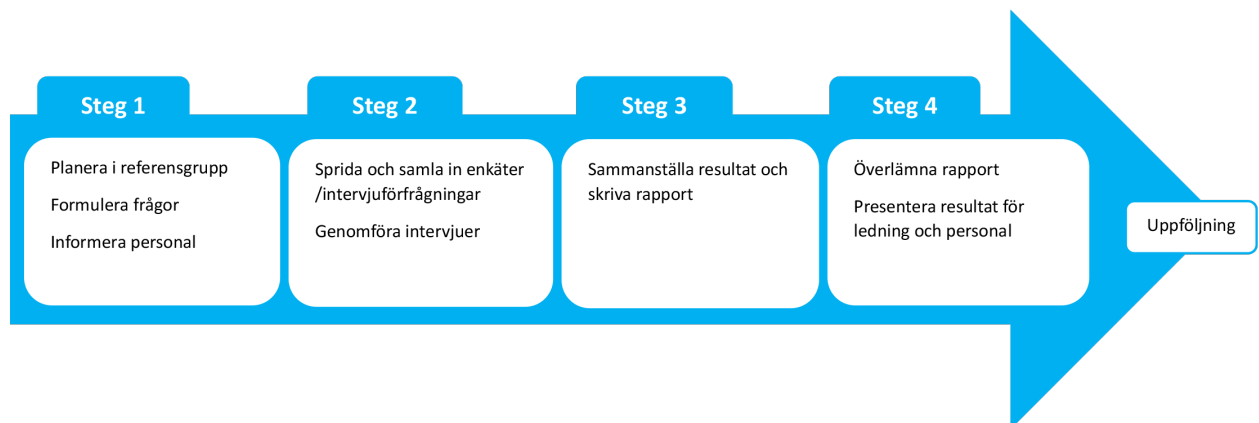 Steg 1
Planera i referensgrupp
Formulera frågor
Informera personal
Steg 2
Sprida och samla in enkäter
/intervjuförfrågningar
Genomföra intervjuer
Steg 3
Sammanställa resultat och
skriva rapport
Steg 4
Överlämna rapport
Presentera resultat för
ledning och personal
Uppföljning